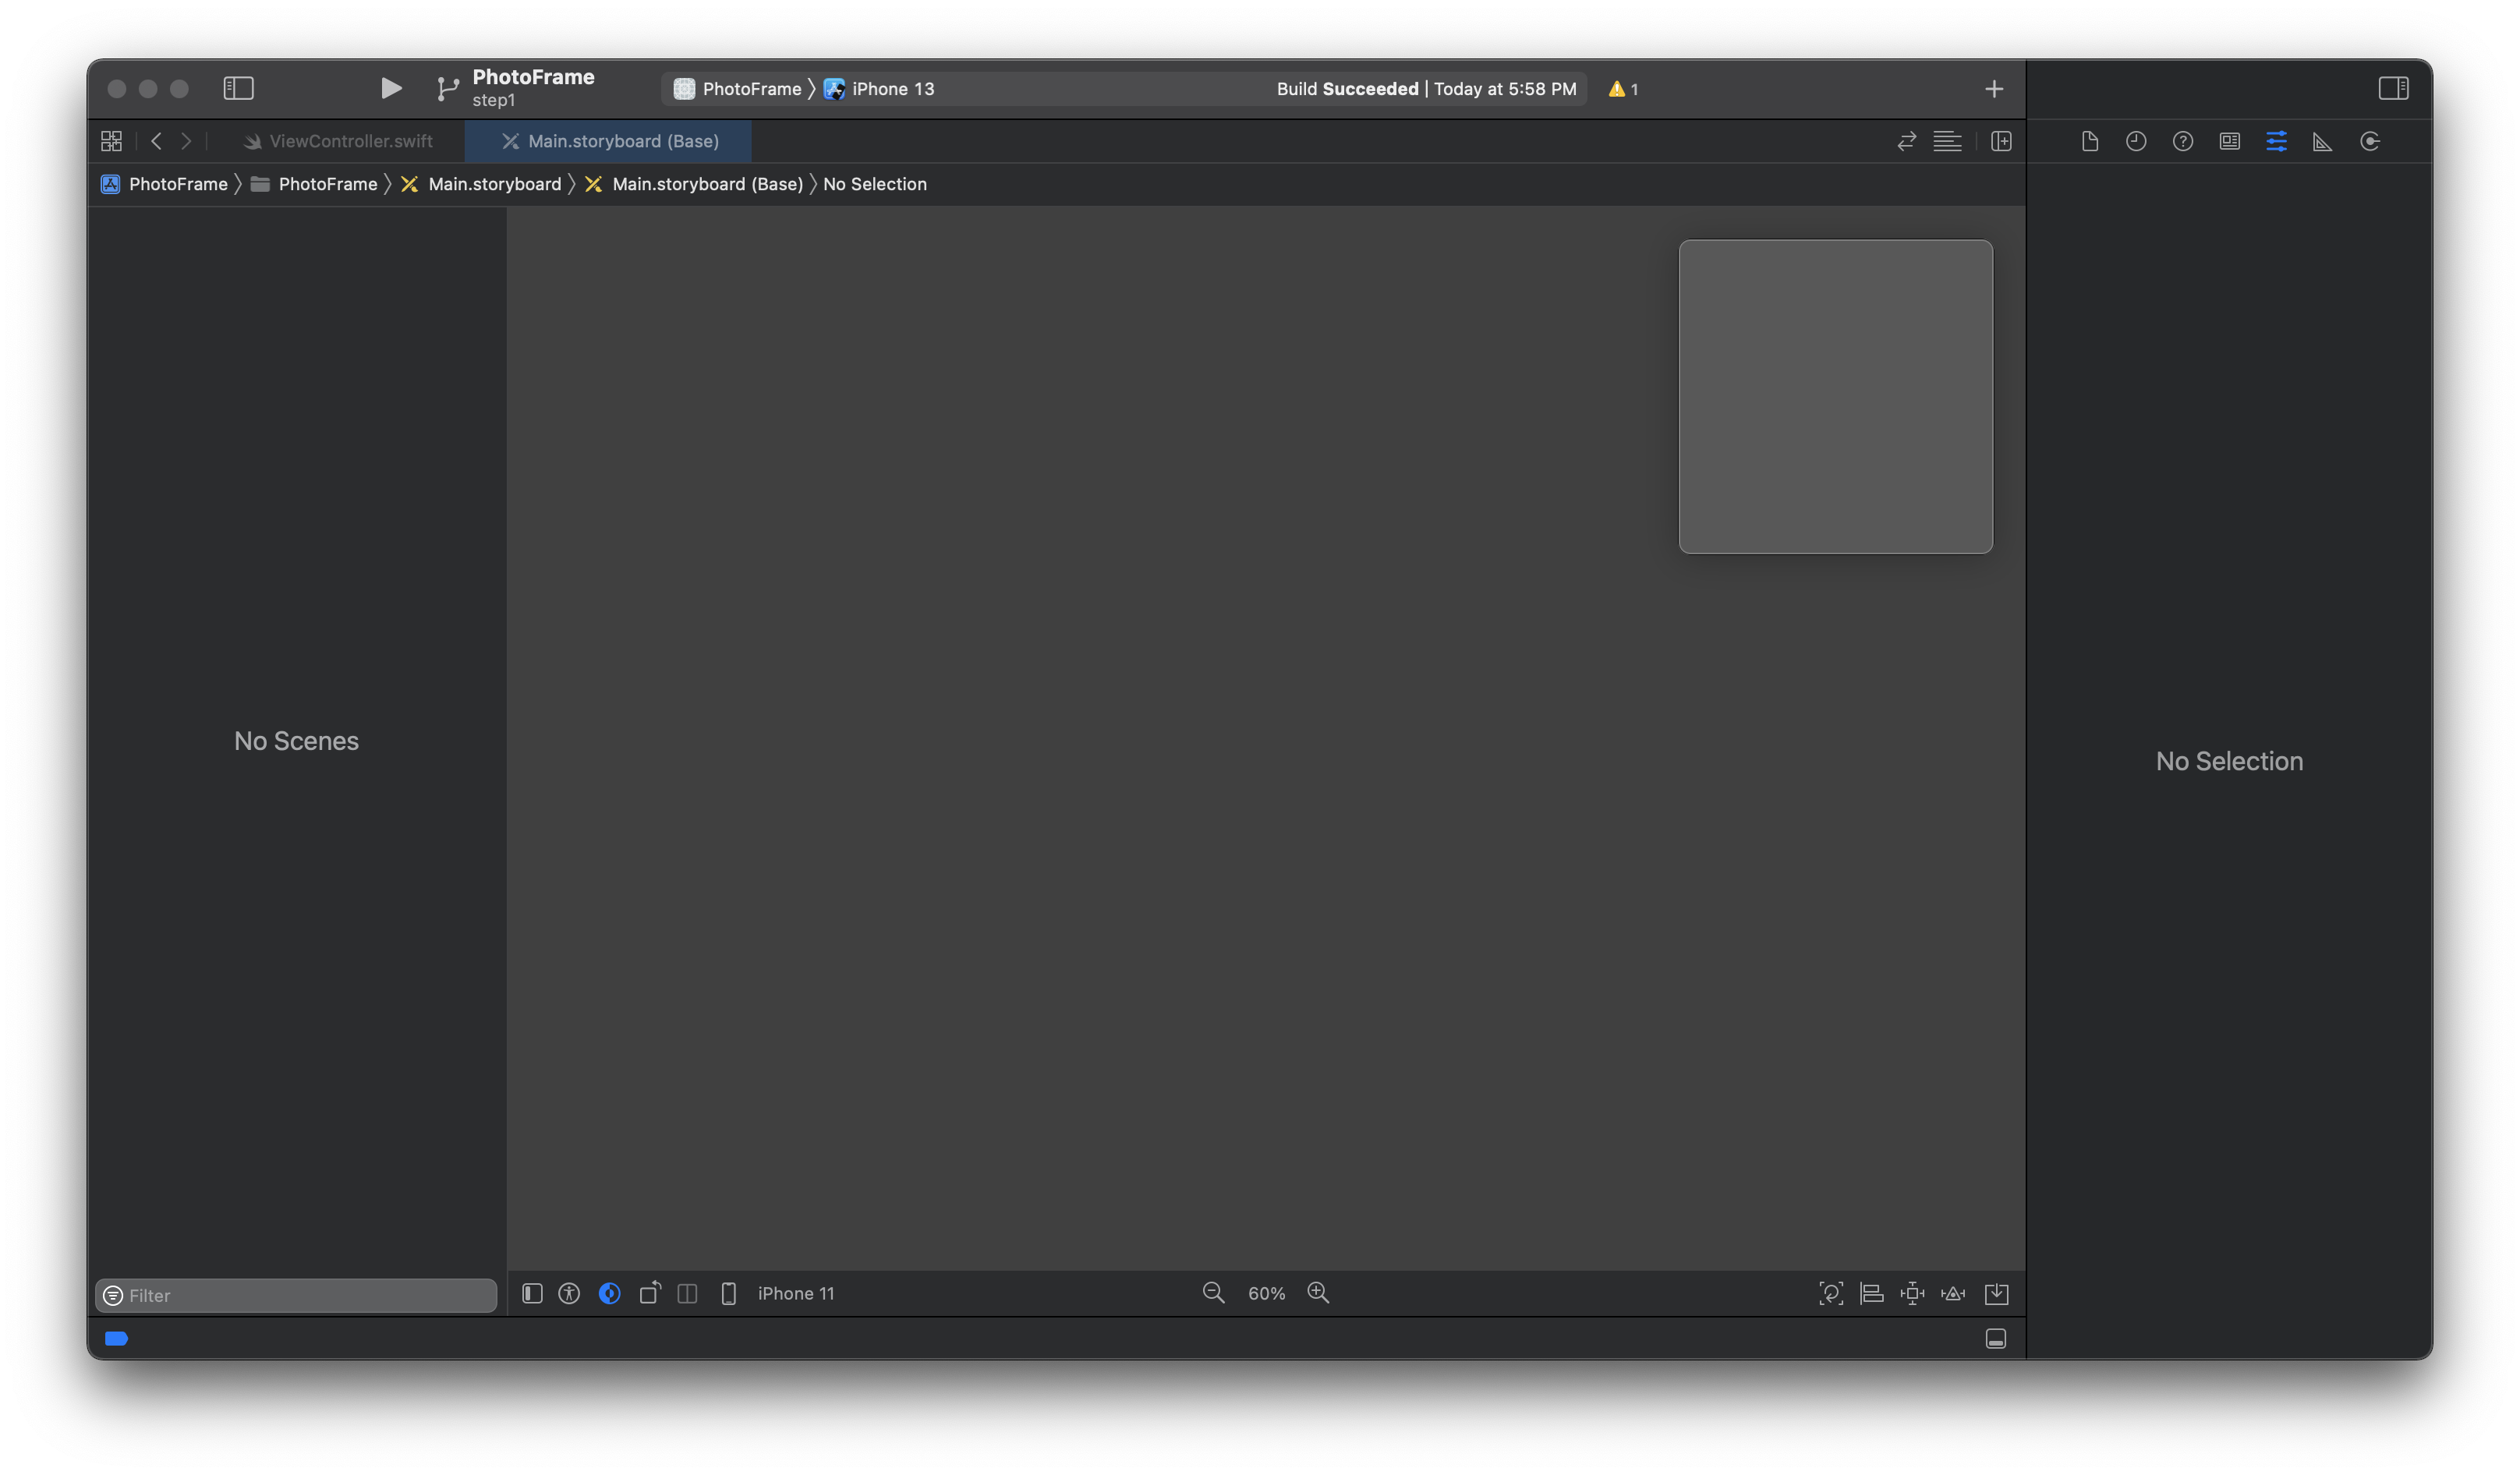 PhotoFrame
step1
PhotoFrame 〉 iPhone 13
Build Succeeded | Today at 5:58 PM
1
ViewController.swift
Main.storyboard (Base)
PhotoFrame 〉 PhotoFrame 〉 Main.storyboard 〉 Main.storyboard (Base) 〉 No Selection
No Scenes
No Selection
Filter
iPhone 11
60%